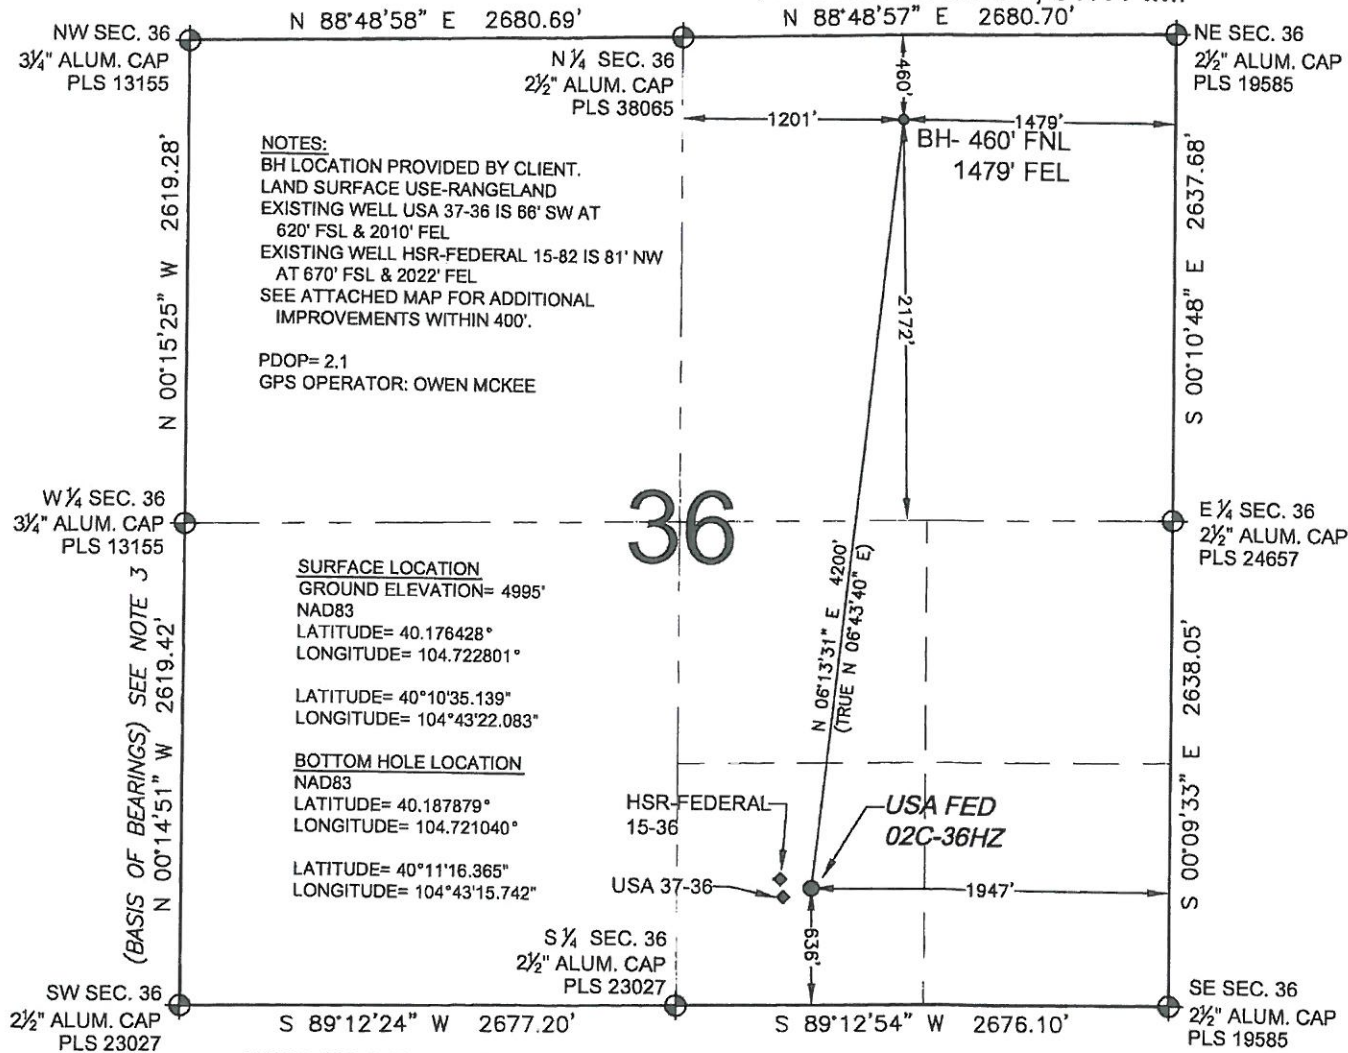 N 88°48'58" E 2680.69'
N 88°48'57" E 2680.70'
NW SEC. 36
3¼" ALUM. CAP
PLS 13155
N ¼ SEC. 36
2½" ALUM. CAP
PLS 38065
NE SEC. 36
2½" ALUM. CAP
PLS 19585
460'
1201'
1479'
BH- 460' FNL
1479' FEL
N 00°15'25" W 2619.28'
S 00°10'48" E 2637.68'
NOTES:
BH LOCATION PROVIDED BY CLIENT.
LAND SURFACE USE-RANGELAND
EXISTING WELL USA 37-36 IS 66' SW AT
620' FSL & 2010' FEL
EXISTING WELL HSR-FEDERAL 15-82 IS 81' NW
AT 670' FSL & 2022' FEL
SEE ATTACHED MAP FOR ADDITIONAL
IMPROVEMENTS WITHIN 400'.
PDOP= 2.1
GPS OPERATOR: OWEN MCKEE
2172'
W ¼ SEC. 36
3¼" ALUM. CAP
PLS 13155
36
E ¼ SEC. 36
2½" ALUM. CAP
PLS 24657
SURFACE LOCATION
GROUND ELEVATION= 4995'
NAD83
LATITUDE= 40.176428°
LONGITUDE= 104.722801°
LATITUDE= 40°10'35.139"
LONGITUDE= 104°43'22.083"
BOTTOM HOLE LOCATION
NAD83
LATITUDE= 40.187879°
LONGITUDE= 104.721040°
LATITUDE= 40°11'16.365"
LONGITUDE= 104°43'15.742"
N 06°13'31" E 4200'
(TRUE N 06°43'40" E)
(BASIS OF BEARINGS) SEE NOTE 3
N 00°14'51" W 2619.42'
S 00°09'33" E 2638.05'
HSR-FEDERAL
15-36
USA FED
02C-36HZ
USA 37-36
1947'
636'
S ¼ SEC. 36
2½" ALUM. CAP
PLS 23027
SW SEC. 36
2½" ALUM. CAP
PLS 23027
SE SEC. 36
2½" ALUM. CAP
PLS 19585
S 89°12'24" W 2677.20'
S 89°12'54" W 2676.10'